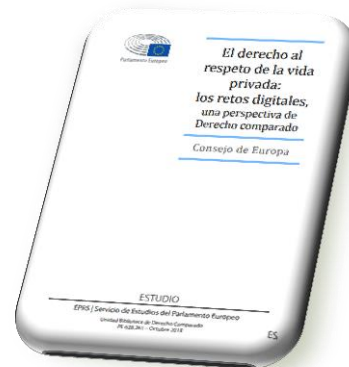 Parlamento Europeo
El derecho al
respeto de la vida
privada:
los retos digitales,
una perspectiva de
Derecho comparado
Consejo de Europa
ESTUDIO
EPRS | Servicio de Estudios del Parlamento Europeo
Unidad Biblioteca de Derecho Comparado
PE 628.261 – Octubre 2018
ES